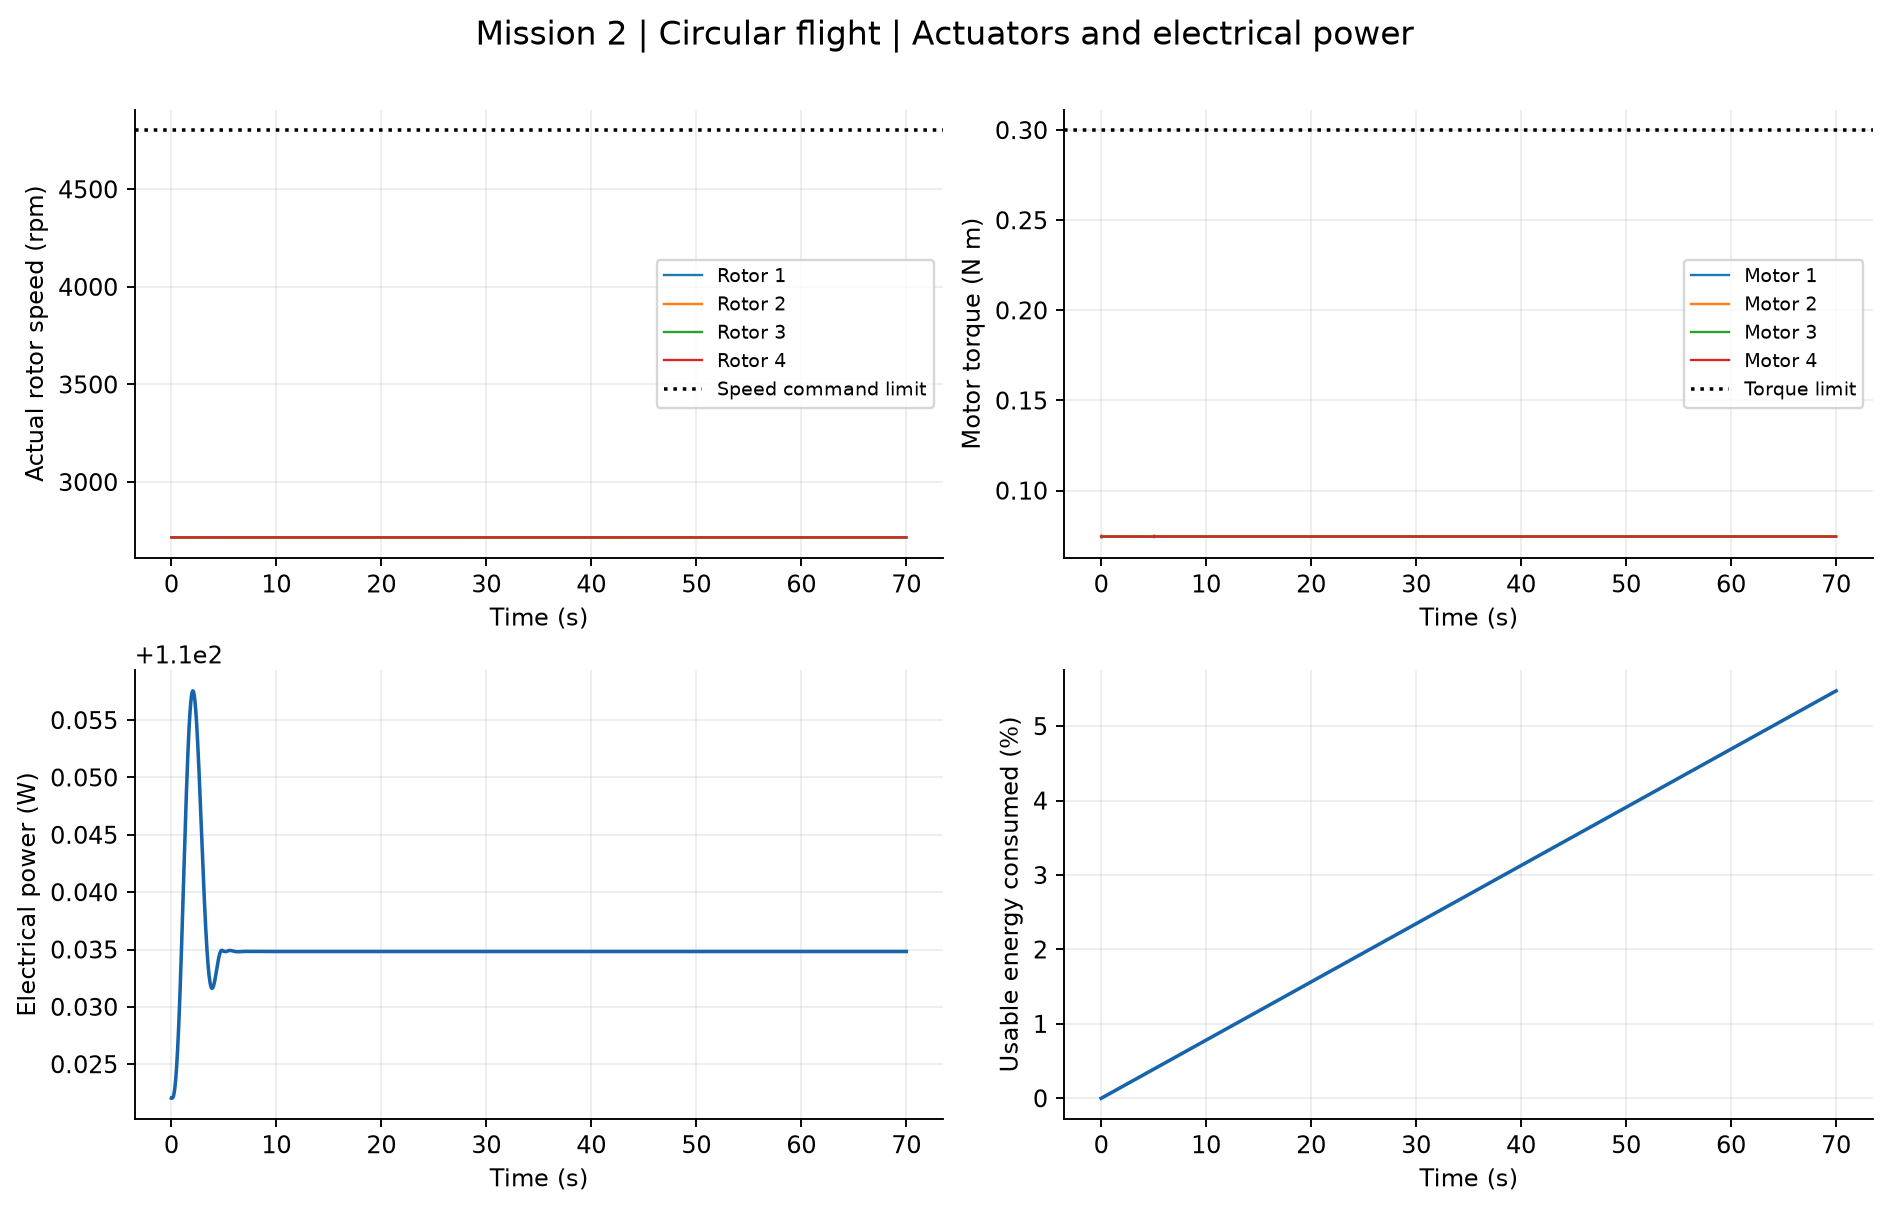 Mission 2 | Circular flight | Actuators and electrical power
Actual rotor speed (rpm)
4500
4000
3500
3000
Rotor 1
Rotor 2
Rotor 3
Rotor 4
Speed command limit
0 10 20 30 40 50 60 70
Time (s)
Motor torque (N m)
0.30
0.25
0.20
0.15
0.10
Motor 1
Motor 2
Motor 3
Motor 4
Torque limit
0 10 20 30 40 50 60 70
Time (s)
+1.1e2
Electrical power (W)
0.055
0.050
0.045
0.040
0.035
0.030
0.025
0 10 20 30 40 50 60 70
Time (s)
Usable energy consumed (%)
5
4
3
2
1
0
0 10 20 30 40 50 60 70
Time (s)